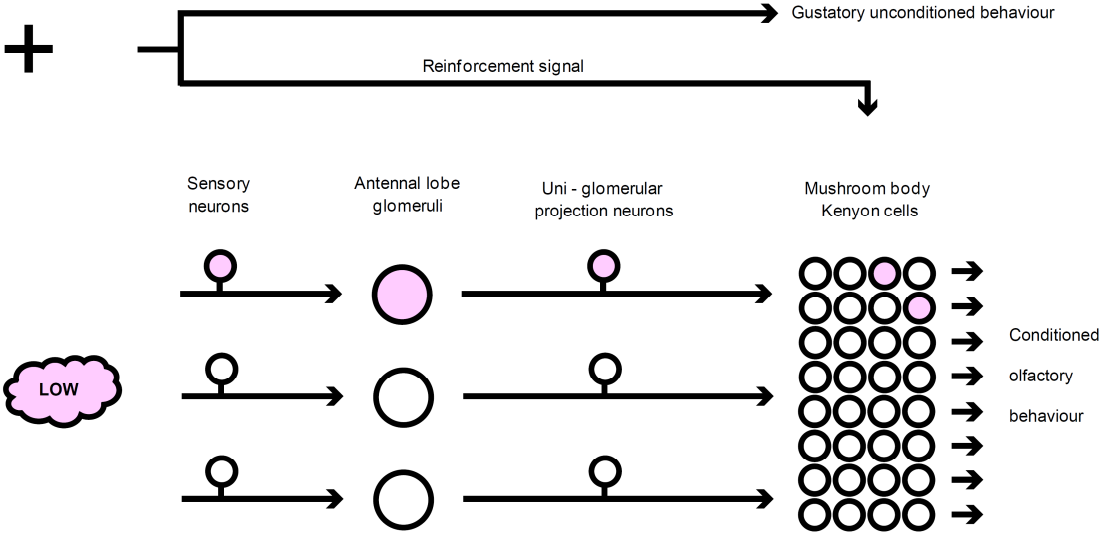 Gustatory unconditioned behaviour
Reinforcement signal
Sensory
neurons
Antennal lobe
glomeruli
Uni - glomerular
projection neurons
Mushroom body
Kenyon cells
LOW
Conditioned
olfactory
behaviour